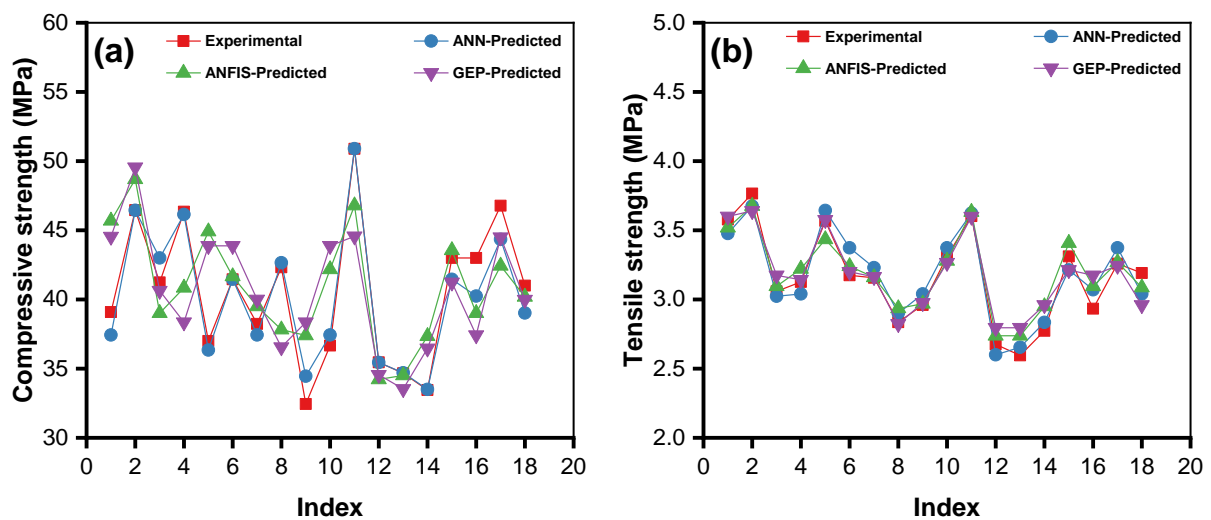 (a)
Experimental
ANN-Predicted
ANFIS-Predicted
GEP-Predicted
Compressive strength (MPa)
60
50
40
30
0 2 4 6 8 10 12 14 16 18 20
Index
(b)
Experimental
ANN-Predicted
ANFIS-Predicted
GEP-Predicted
Tensile strength (MPa)
5.0
4.5
4.0
3.5
3.0
2.5
2.0
0 2 4 6 8 10 12 14 16 18 20
Index